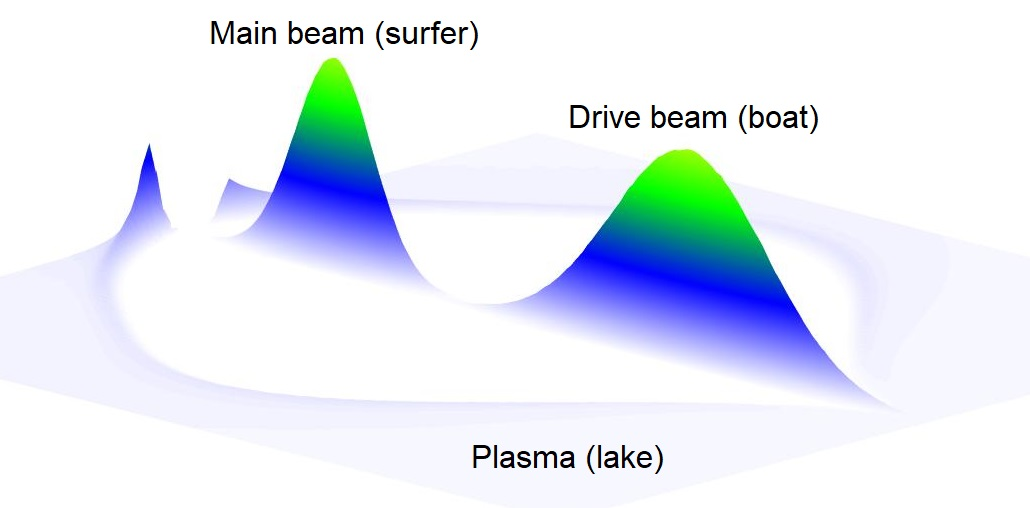 Main beam (surfer)
Drive beam (boat)
Plasma (lake)